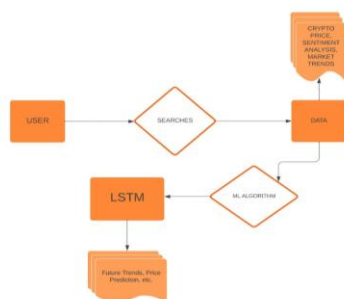 CRYPTO
PRICE,
SENTIMENT
ANALYSIS,
MARKET
TRENDS
USER
SEARCHES
DATA
ML ALGORITHM
LSTM
Future Trends, Price
Prediction, etc.